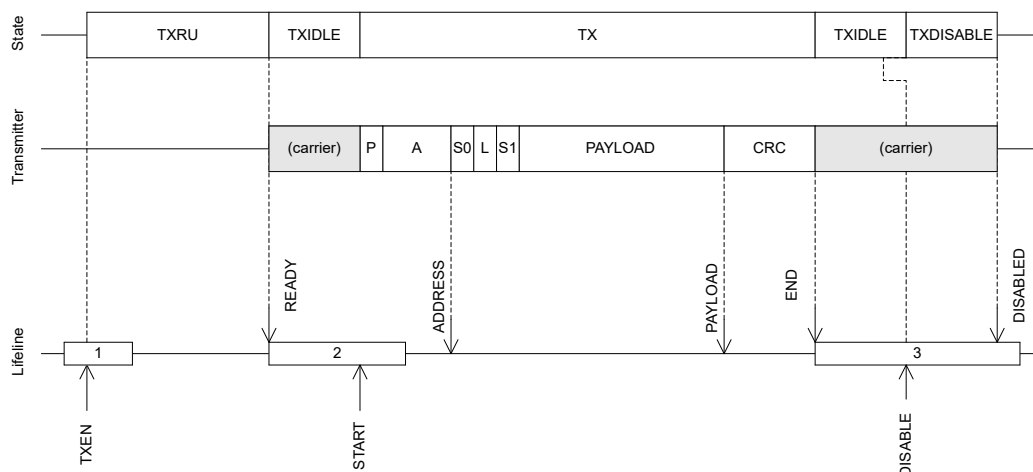 State
TXRU
TXIDLE
TX
TXIDLE
TXDISABLE
Transmitter
(carrier)
P
A
S0
L
S1
PAYLOAD
CRC
(carrier)
READY
ADDRESS
PAYLOAD
END
DISABLED
Lifeline
1
2
3
TXEN
START
DISABLE